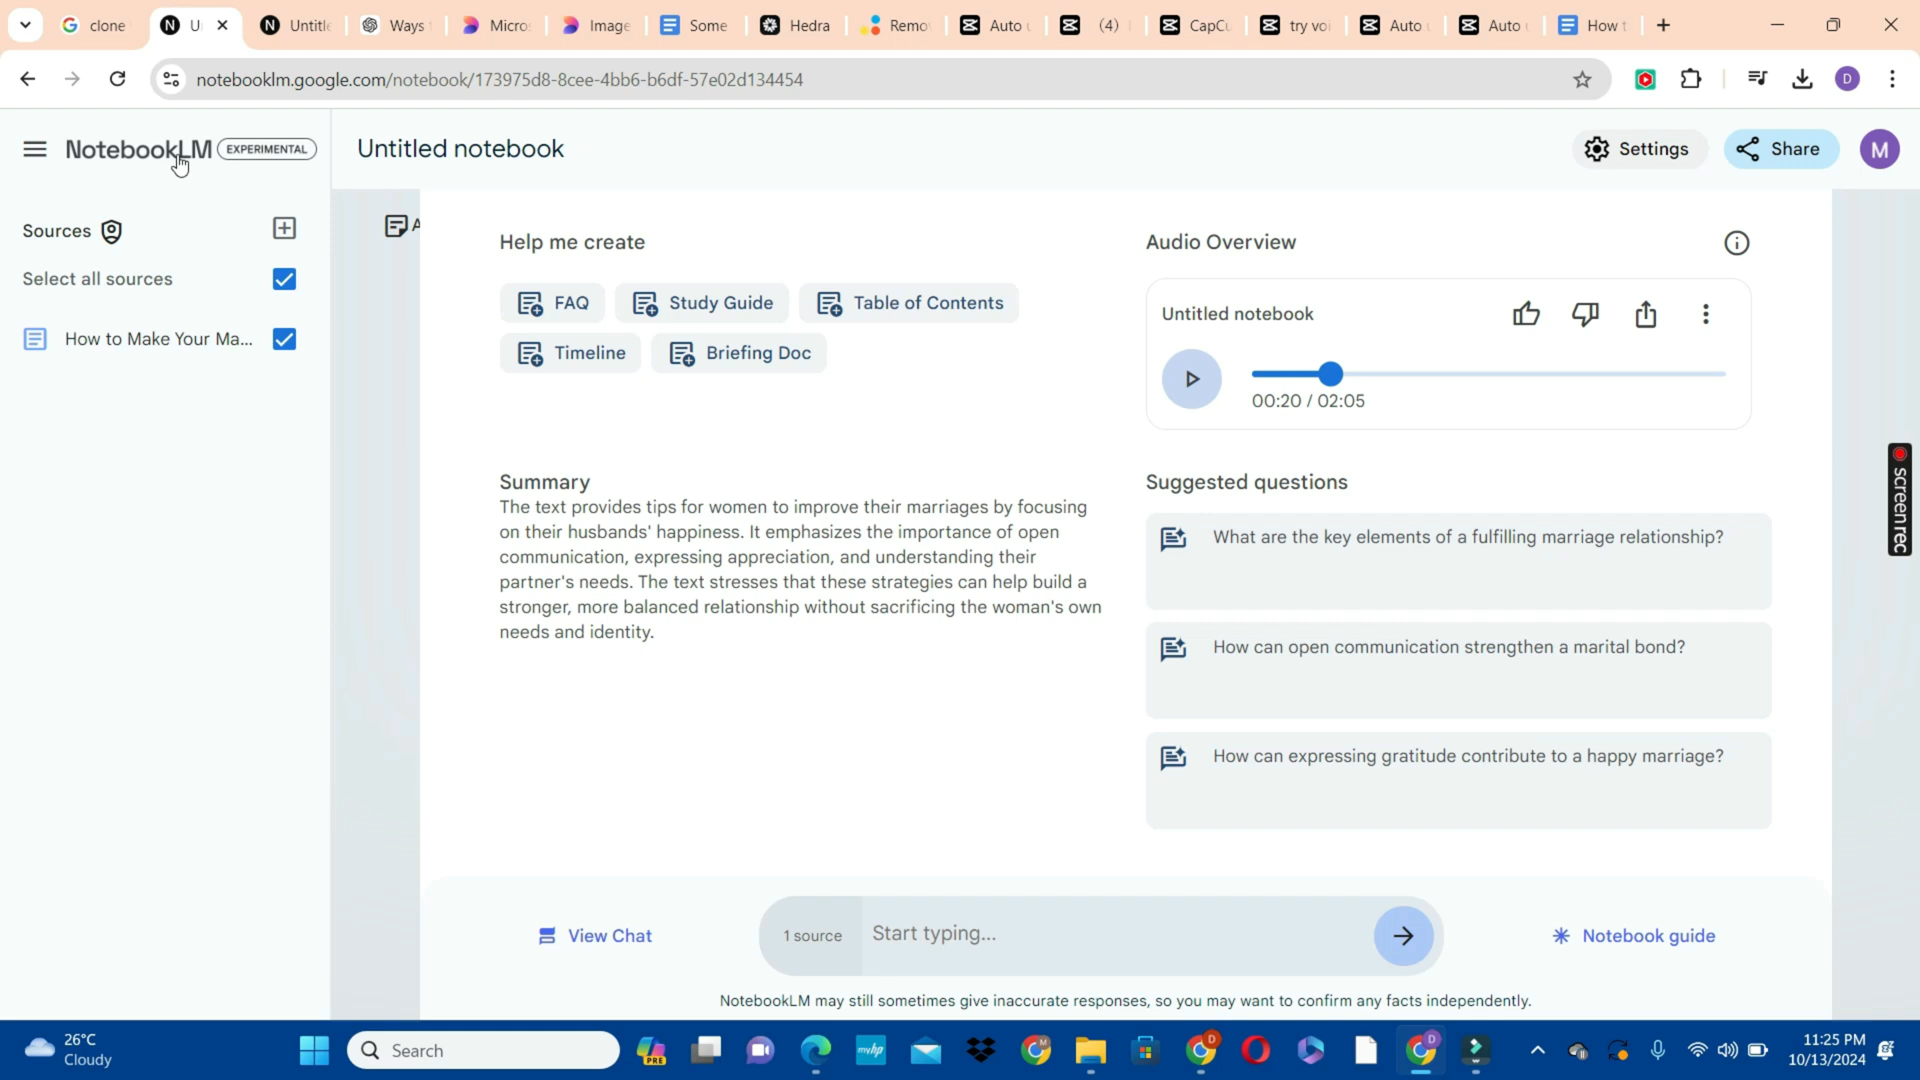 clone
U
Untitle
Ways
Micro
Image
Some
Hedra
Remo
Auto
(4)
CapCu
try voi
Auto
Auto
How t
notebooklm.google.com/notebook/173975d8-8cee-4bb6-b6df-57e02d134454
D
NotebookLM
EXPERIMENTAL
Untitled notebook
Settings
Share
M
Sources
Select all sources
How to Make Your Ma...
A
Help me create
FAQ
Study Guide
Table of Contents
Timeline
Briefing Doc
Audio Overview
Untitled notebook
00:20 / 02:05
Summary
The text provides tips for women to improve their marriages by focusing
on their husbands' happiness. It emphasizes the importance of open
communication, expressing appreciation, and understanding their
partner's needs. The text stresses that these strategies can help build a
stronger, more balanced relationship without sacrificing the woman's own
needs and identity.
Suggested questions
What are the key elements of a fulfilling marriage relationship?
How can open communication strengthen a marital bond?
How can expressing gratitude contribute to a happy marriage?
screenrec
View Chat
1 source
Start typing...
Notebook guide
NotebookLM may still sometimes give inaccurate responses, so you may want to confirm any facts independently.
26°C
Cloudy
Search
PRE
myhp
M
D
D
11:25 PM
10/13/2024